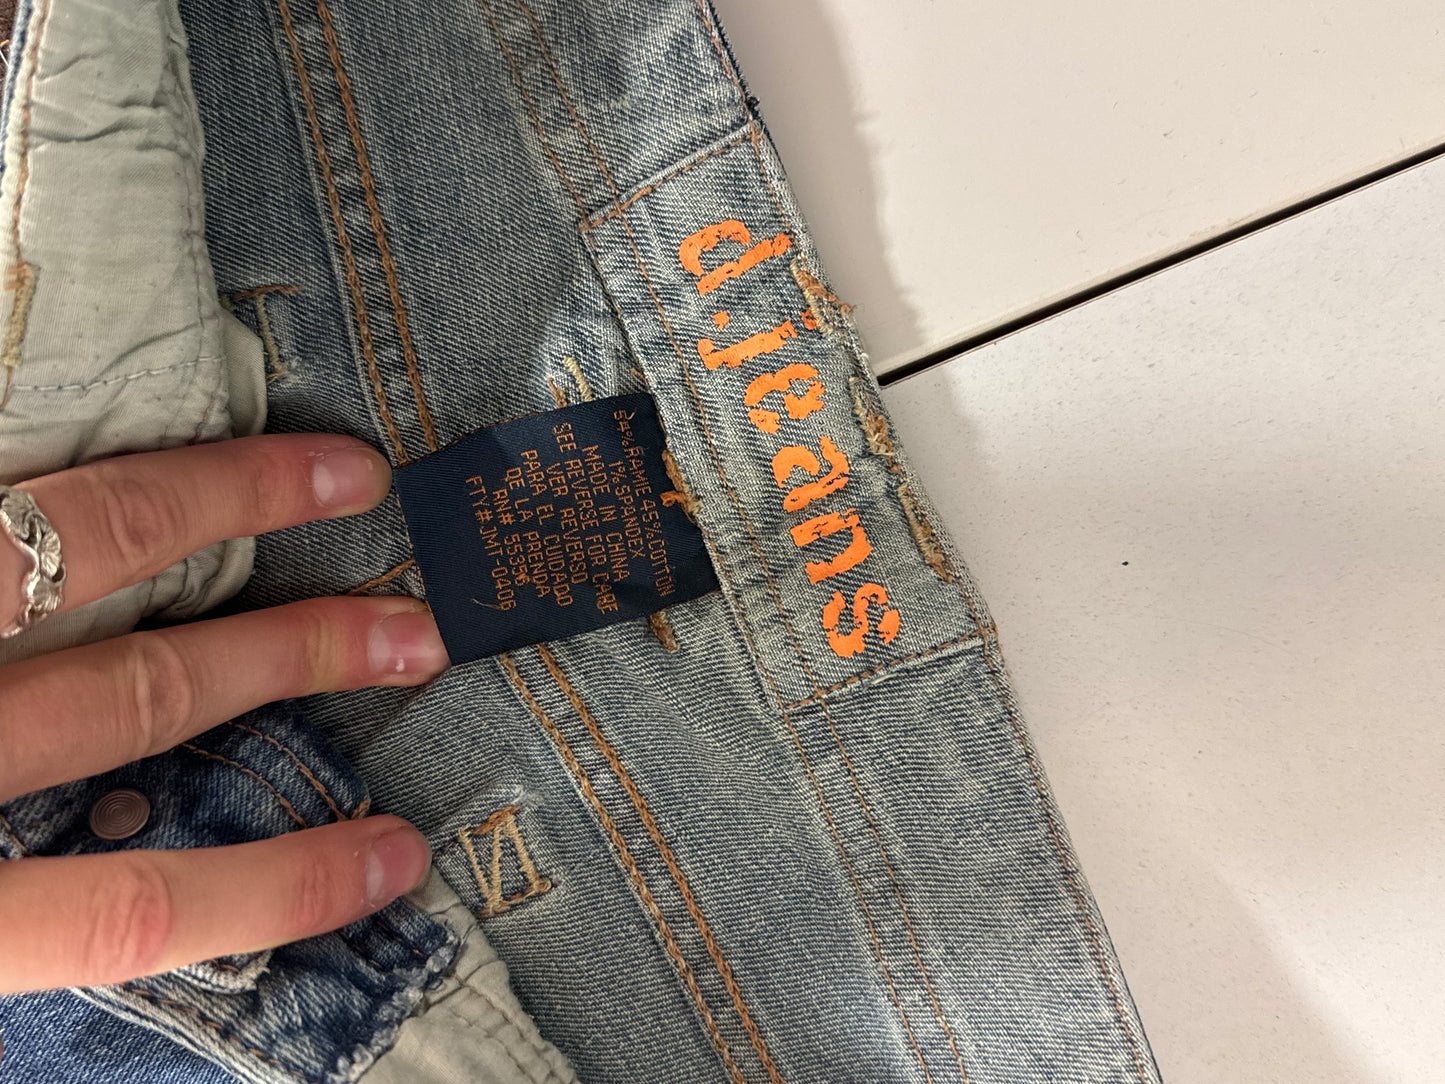 d.jeans
54% RAMIE 45% COTTON
1% SPANDEX
MADE IN CHINA
SEE REVERSE FOR CARE
VER REVERSO
PARA EL CUIDADO
DE LA PRENDA
RN# 55396
FTY#JMT-0406